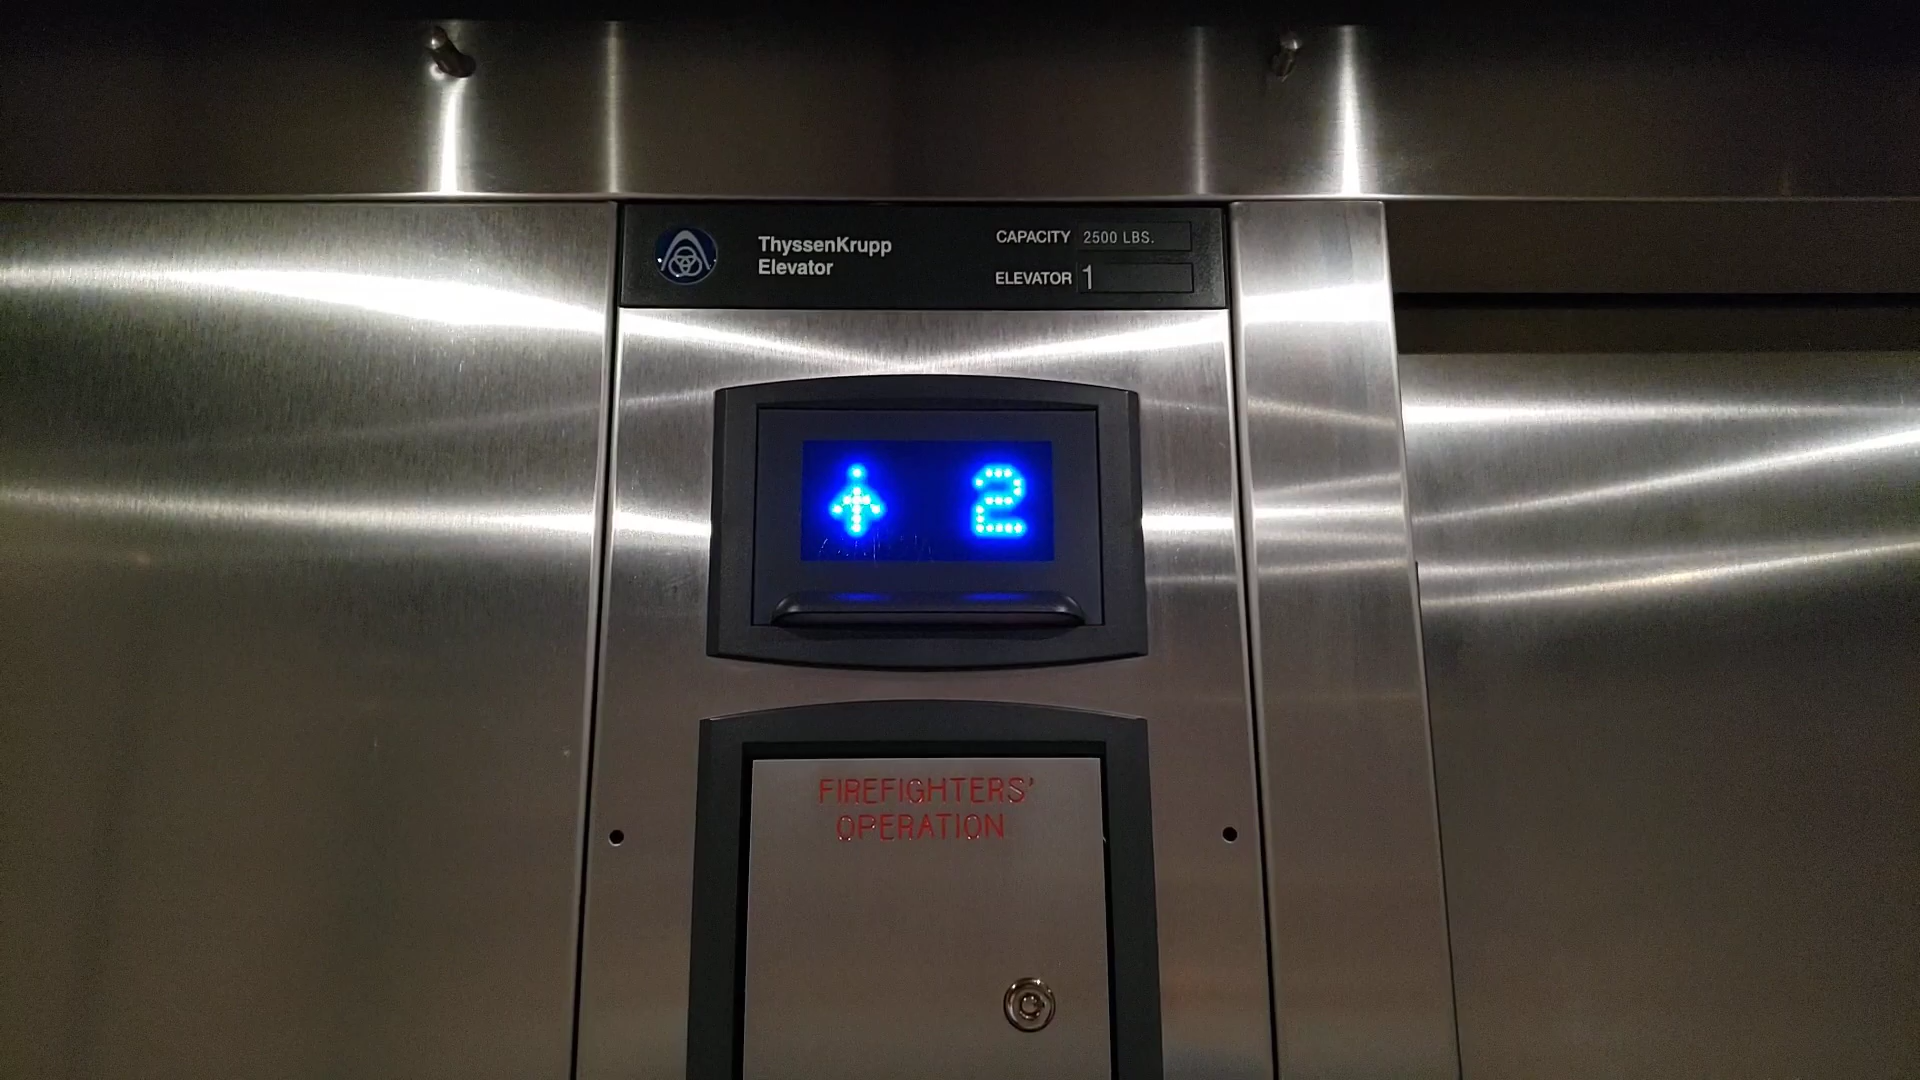 ThyssenKrupp
Elevator
CAPACITY 2500 LBS.
ELEVATOR 1
2
FIREFIGHTERS'
OPERATION